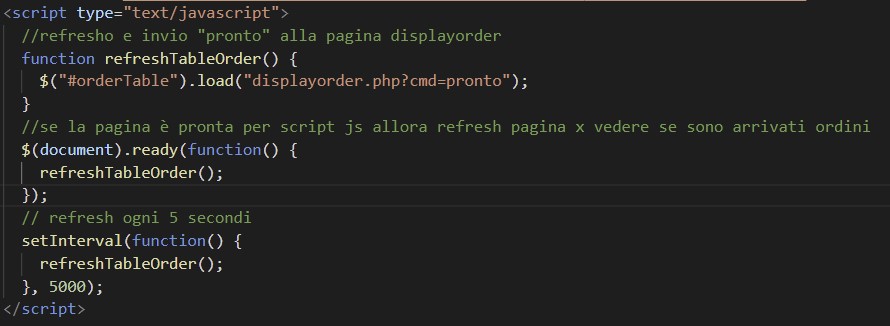 <script type="text/javascript">
//refresho e invio "pronto" alla pagina displayorder
function refreshTableOrder() {
$("#orderTable").load("displayorder.php?cmd=pronto");
}
//se la pagina è pronta per script js allora refresh pagina x vedere se sono arrivati ordini
$(document).ready(function() {
refreshTableOrder();
});
// refresh ogni 5 secondi
setInterval(function() {
refreshTableOrder();
}, 5000);
</script>